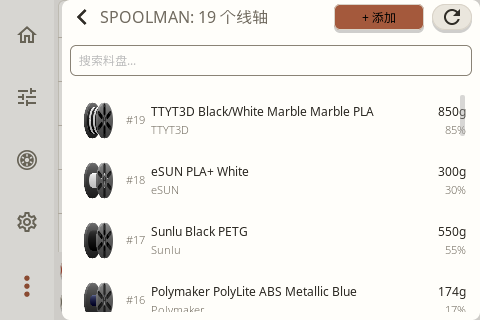 SPOOLMAN: 19 个线轴
+ 添加
搜索料盘...
#19 TTYT3D Black/White Marble Marble PLA 850g
TTYT3D 85%
#18 eSUN PLA+ White 300g
eSUN 30%
#17 Sunlu Black PETG 550g
Sunlu 55%
#16 Polymaker PolyLite ABS Metallic Blue 174g
Polymaker 17%